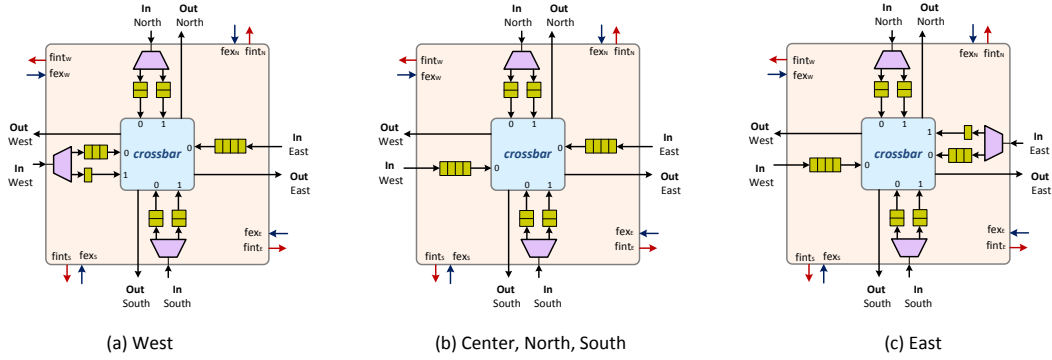 In
North
Out
North
fexN fintN
fintW
fexW
0 1
Out
West
In
West
0
1
crossbar
0
In
East
Out
East
0 1
fexE
fintE
fintS fexS
Out
South
In
South
(a) West
In
North
Out
North
fexN fintN
fintW
fexW
0 1
Out
West
In
West
0
crossbar
0
In
East
Out
East
0 1
fexE
fintE
fintS fexS
Out
South
In
South
(b) Center, North, South
In
North
Out
North
fexN fintN
fintW
fexW
0 1
Out
West
In
West
0
crossbar
1
0
In
East
Out
East
0 1
fexE
fintE
fintS fexS
Out
South
In
South
(c) East